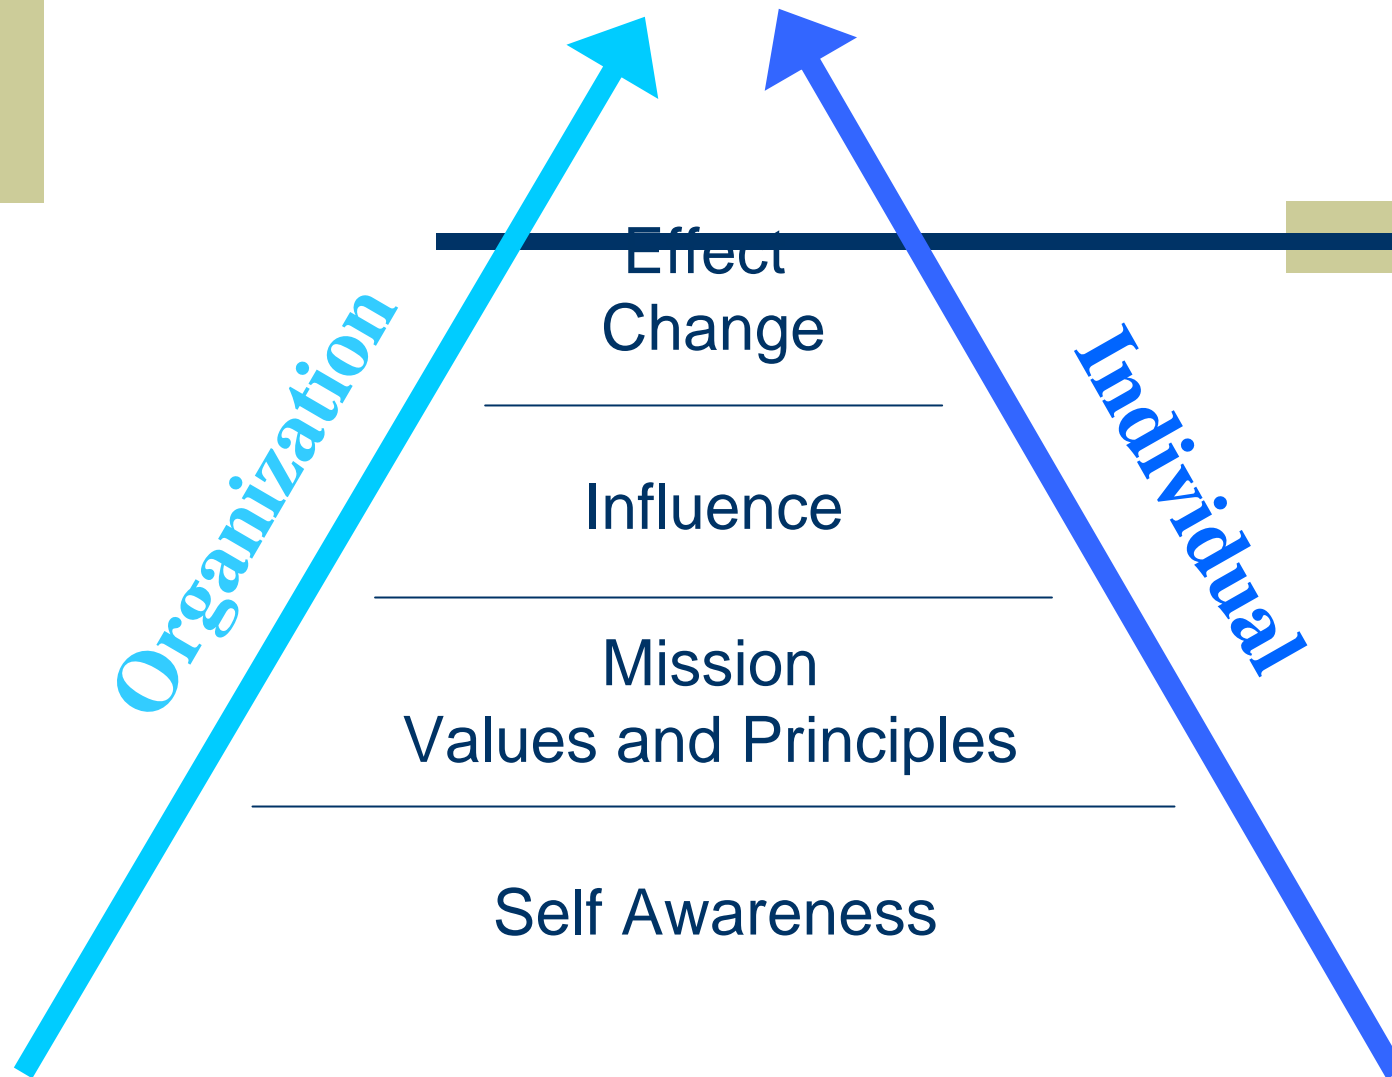 Effect
Change
Organization
Individual
Influence
Mission
Values and Principles
Self Awareness